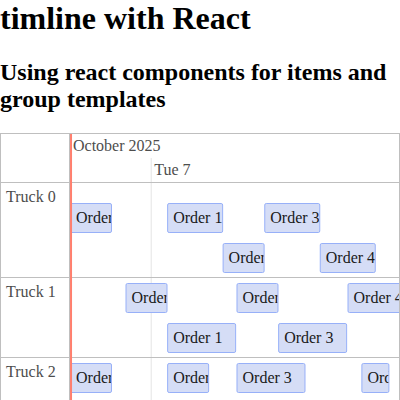 timline with React
Using react components for items and
group templates
October 2025
Tue 7
Truck 0
Order
Order 1
Order 3
Order
Order 4
Truck 1
Order
Order
Order 4
Order 1
Order 3
Truck 2
Order
Order
Order 3